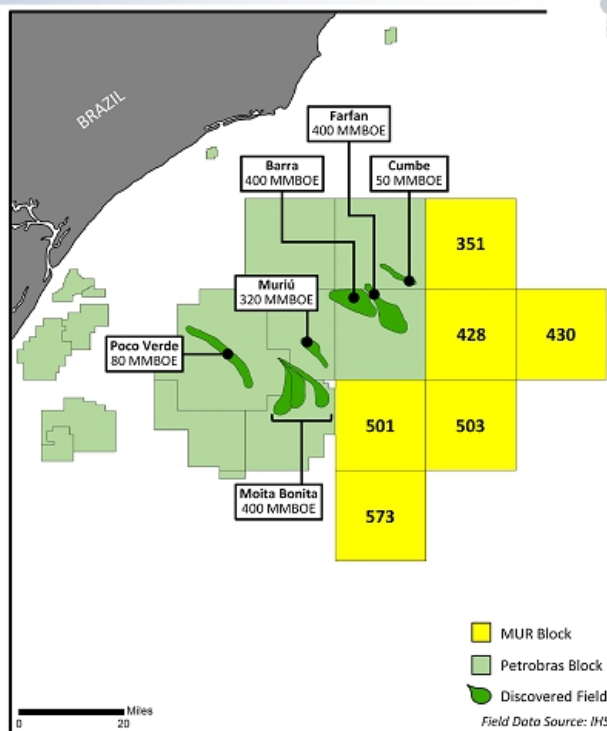 BRAZIL
Farfan
400 MMBOE
Barra
400 MMBOE
Cumbe
50 MMBOE
351
Muriú
320 MMBOE
428
430
Poco Verde
80 MMBOE
501
503
Moita Bonita
400 MMBOE
573
MUR Block
Petrobras Block
Discovered Field
Miles
0
20
Field Data Source: IHS